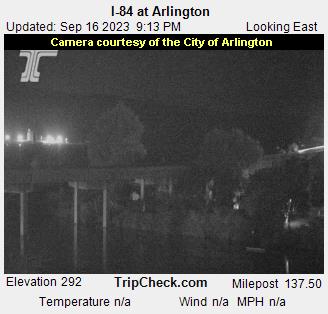 I-84 at Arlington
Updated: Sep 16 2023 9:13 PM Looking East
Camera courtesy of the City of Arlington
Elevation 292 TripCheck.com Milepost 137.50
Temperature n/a Wind n/a MPH n/a